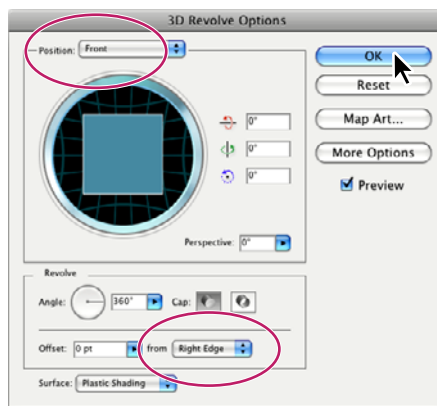 3D Revolve Options
Position: Front
OK
Reset
Map Art...
More Options
Preview
0°
0°
0°
Perspective: 0°
Revolve
Angle: 360° Cap:
Offset: 0 pt from Right Edge
Surface: Plastic Shading